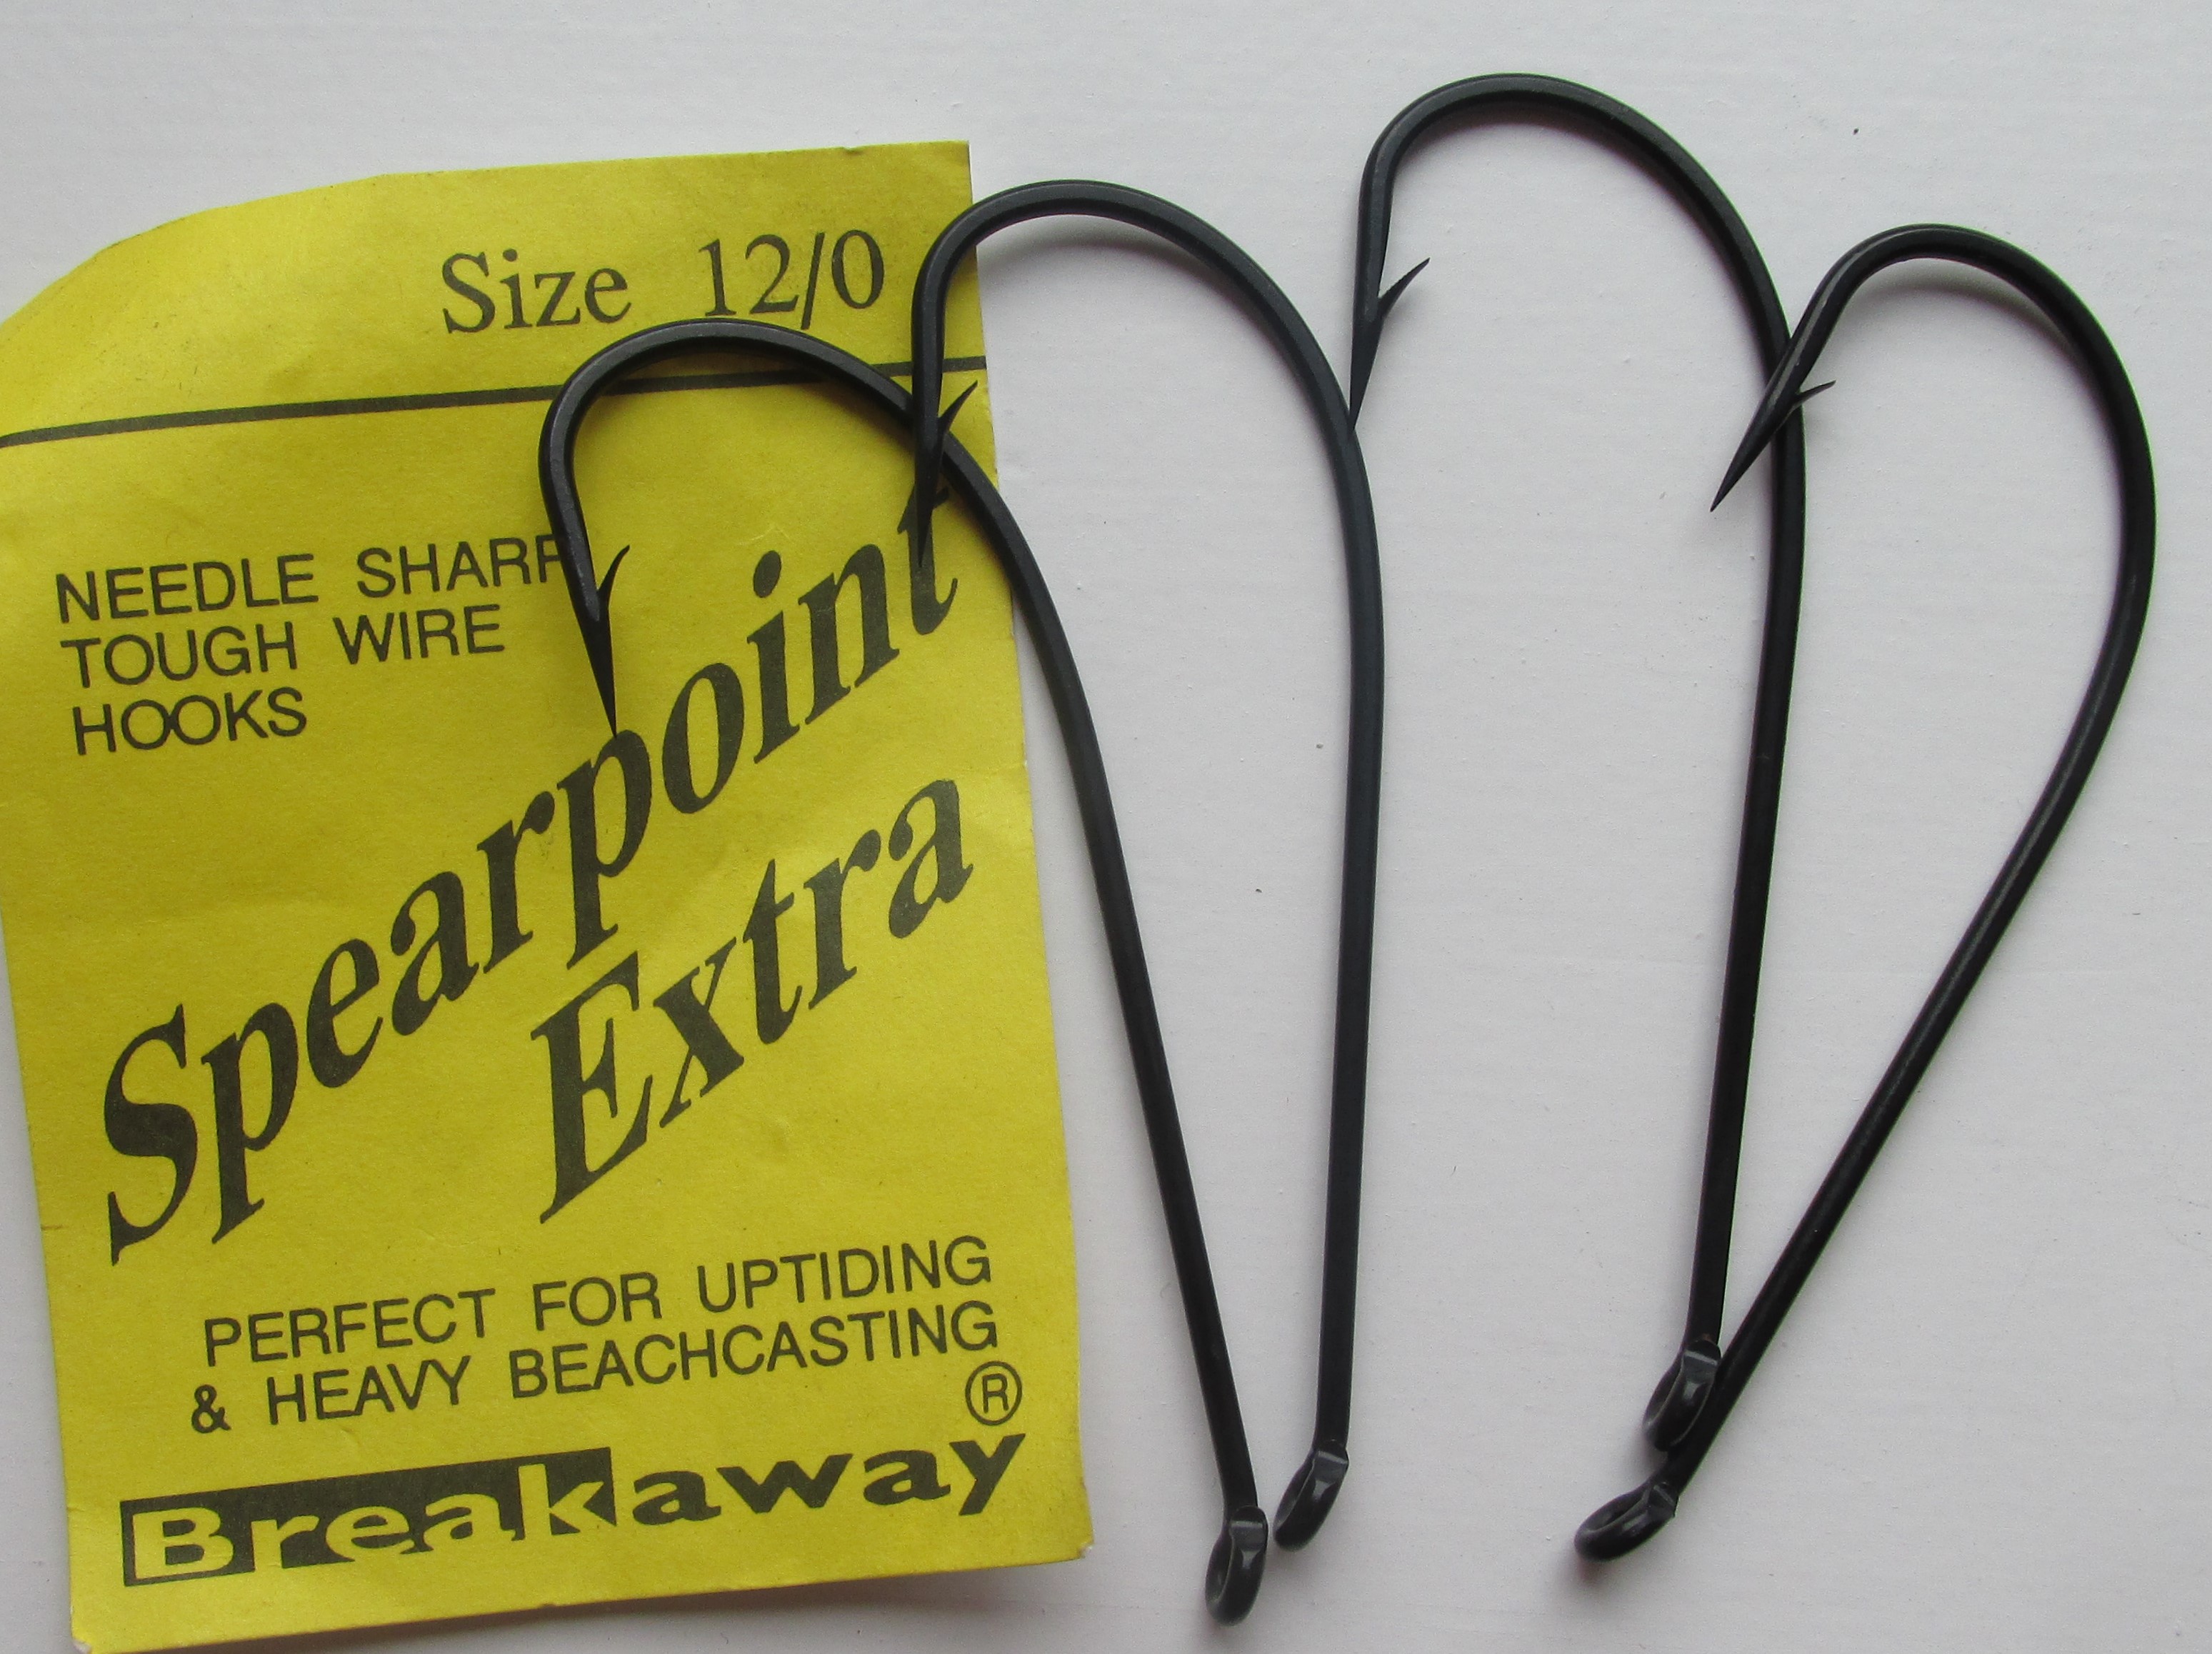 Size 12/0
NEEDLE SHARP
TOUGH WIRE
HOOKS
Spearpoint
Extra
PERFECT FOR UPTIDING
& HEAVY BEACHCASTING
®
Breakaway